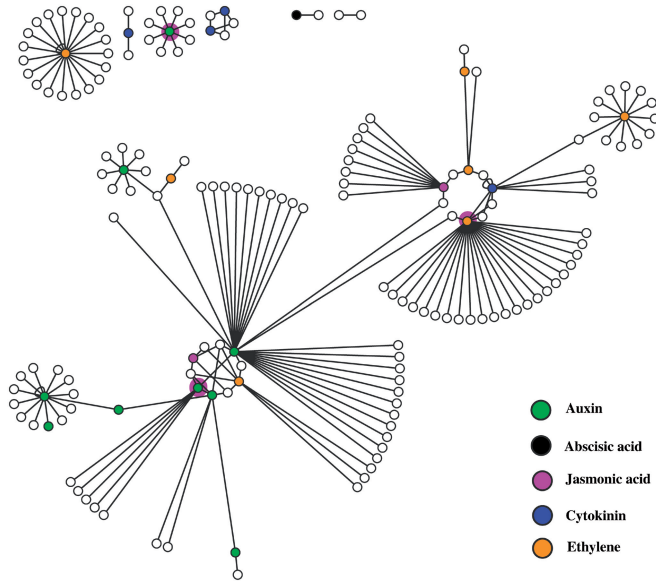 Auxin
Abscisic acid
Jasmonic acid
Cytokinin
Ethylene